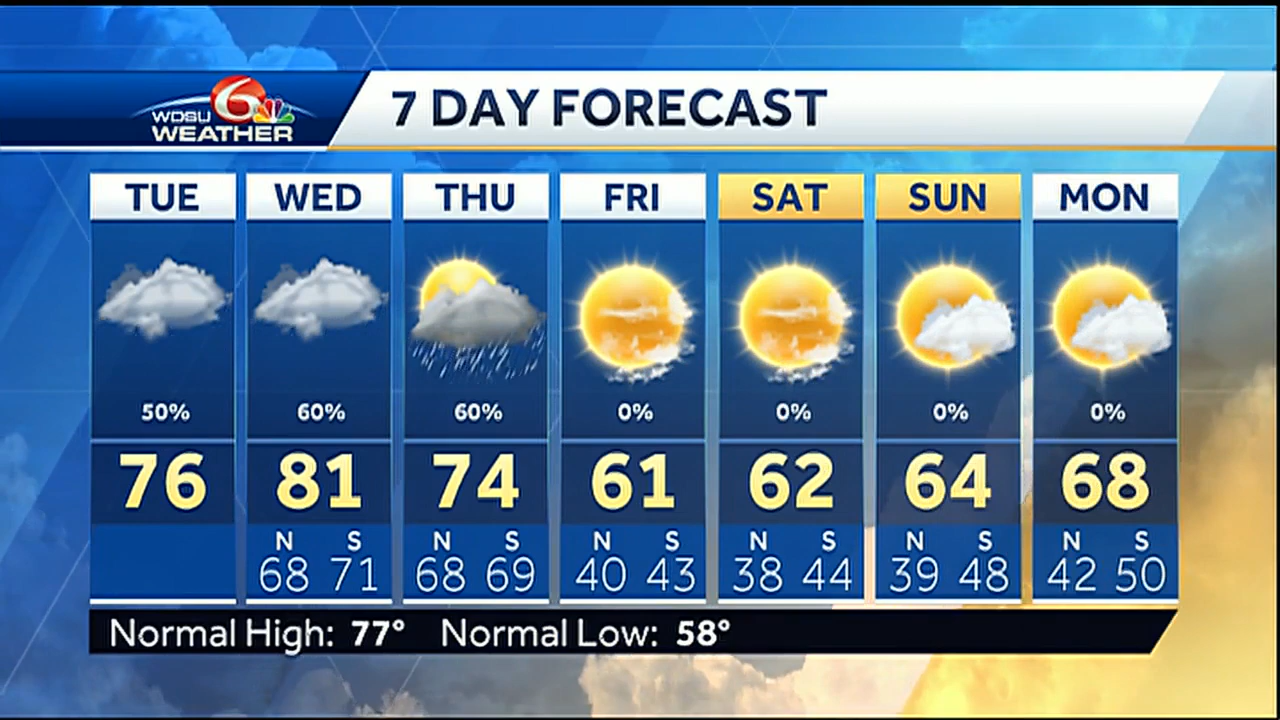 WDSU 6
WEATHER
7 DAY FORECAST
TUE WED THU FRI SAT SUN MON
50% 60% 60% 0% 0% 0% 0%
76 81 74 61 62 64 68
N S N S N S N S N S N S
68 71 68 69 40 43 38 44 39 48 42 50
Normal High: 77° Normal Low: 58°